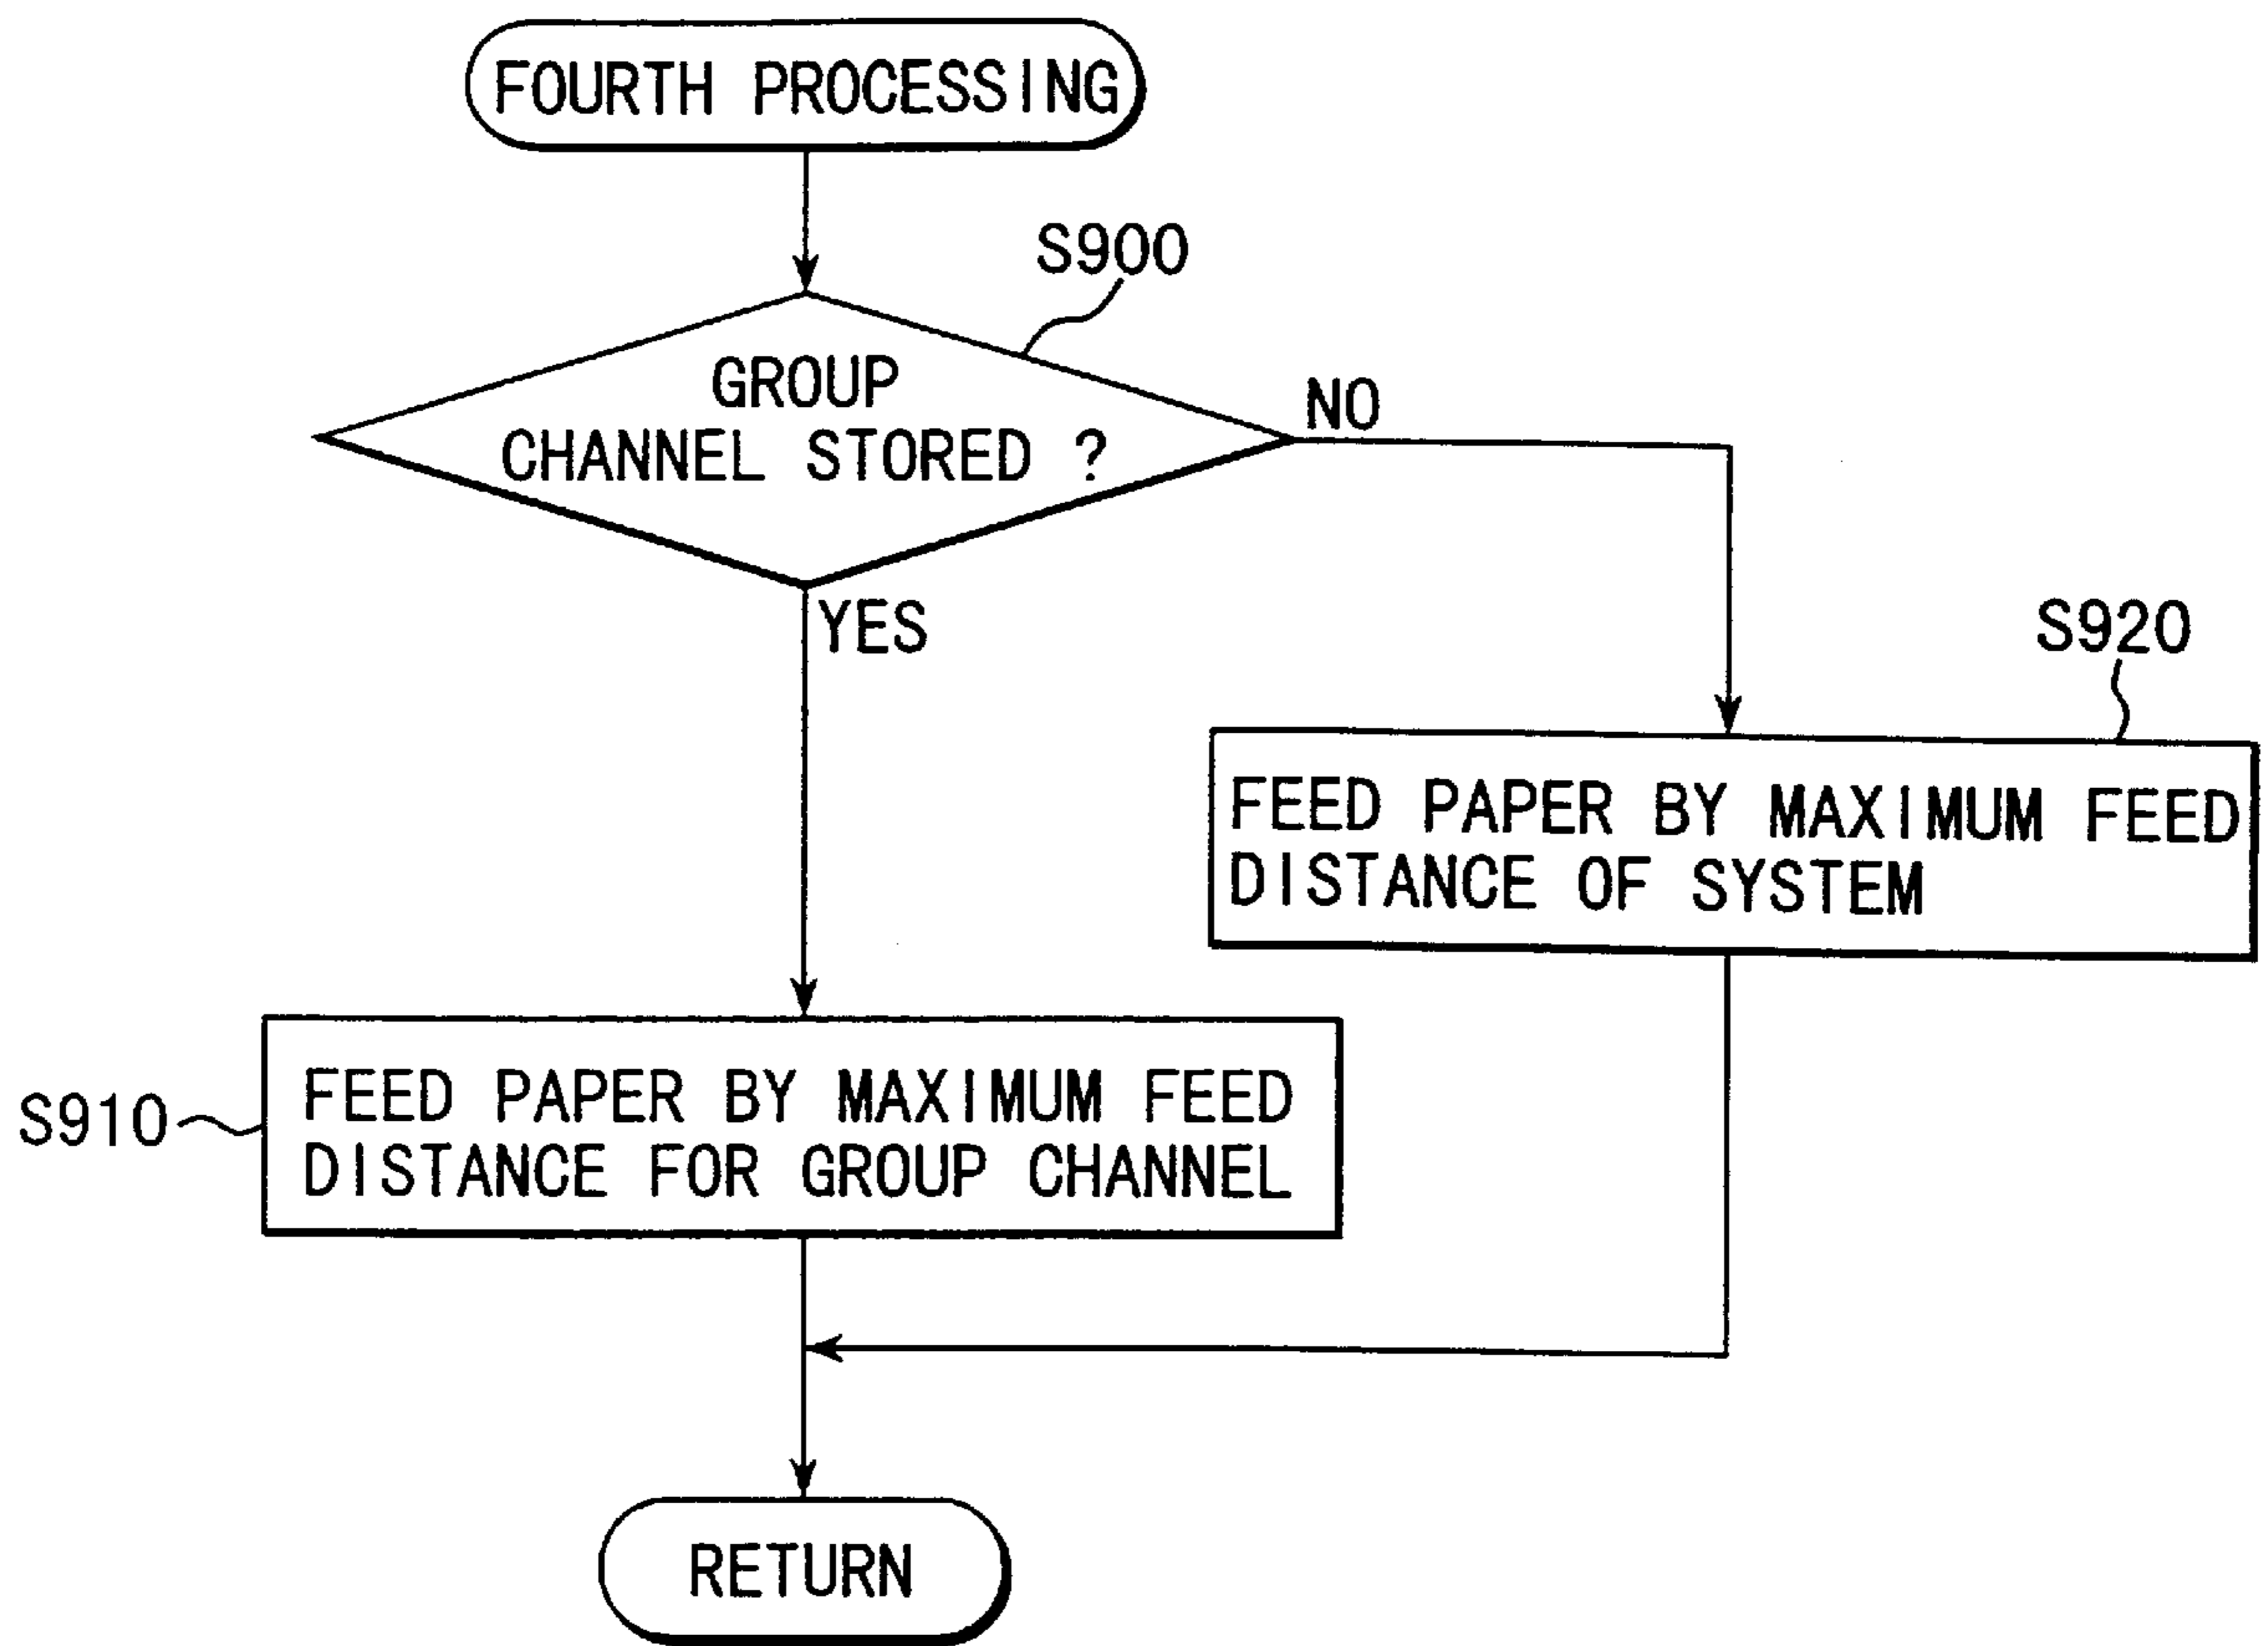 FOURTH PROCESSING
S900
GROUP
CHANNEL STORED ?
NO
YES
S920
FEED PAPER BY MAXIMUM FEED
DISTANCE OF SYSTEM
S910
FEED PAPER BY MAXIMUM FEED
DISTANCE FOR GROUP CHANNEL
RETURN